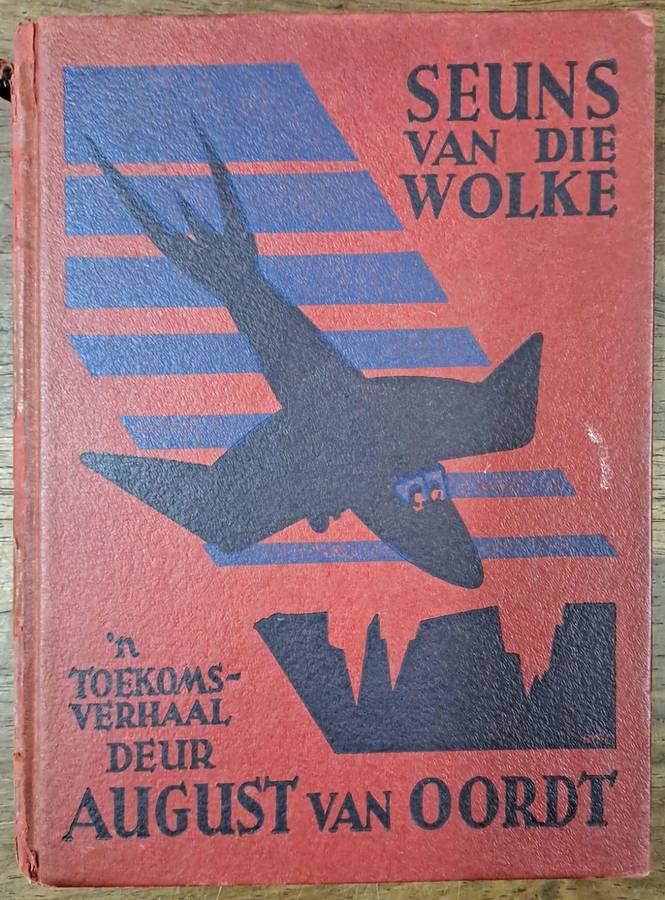 SEUNS
VAN DIE
WOLKE
'n
TOEKOMS-
VERHAAL
DEUR
AUGUST VAN OORDT